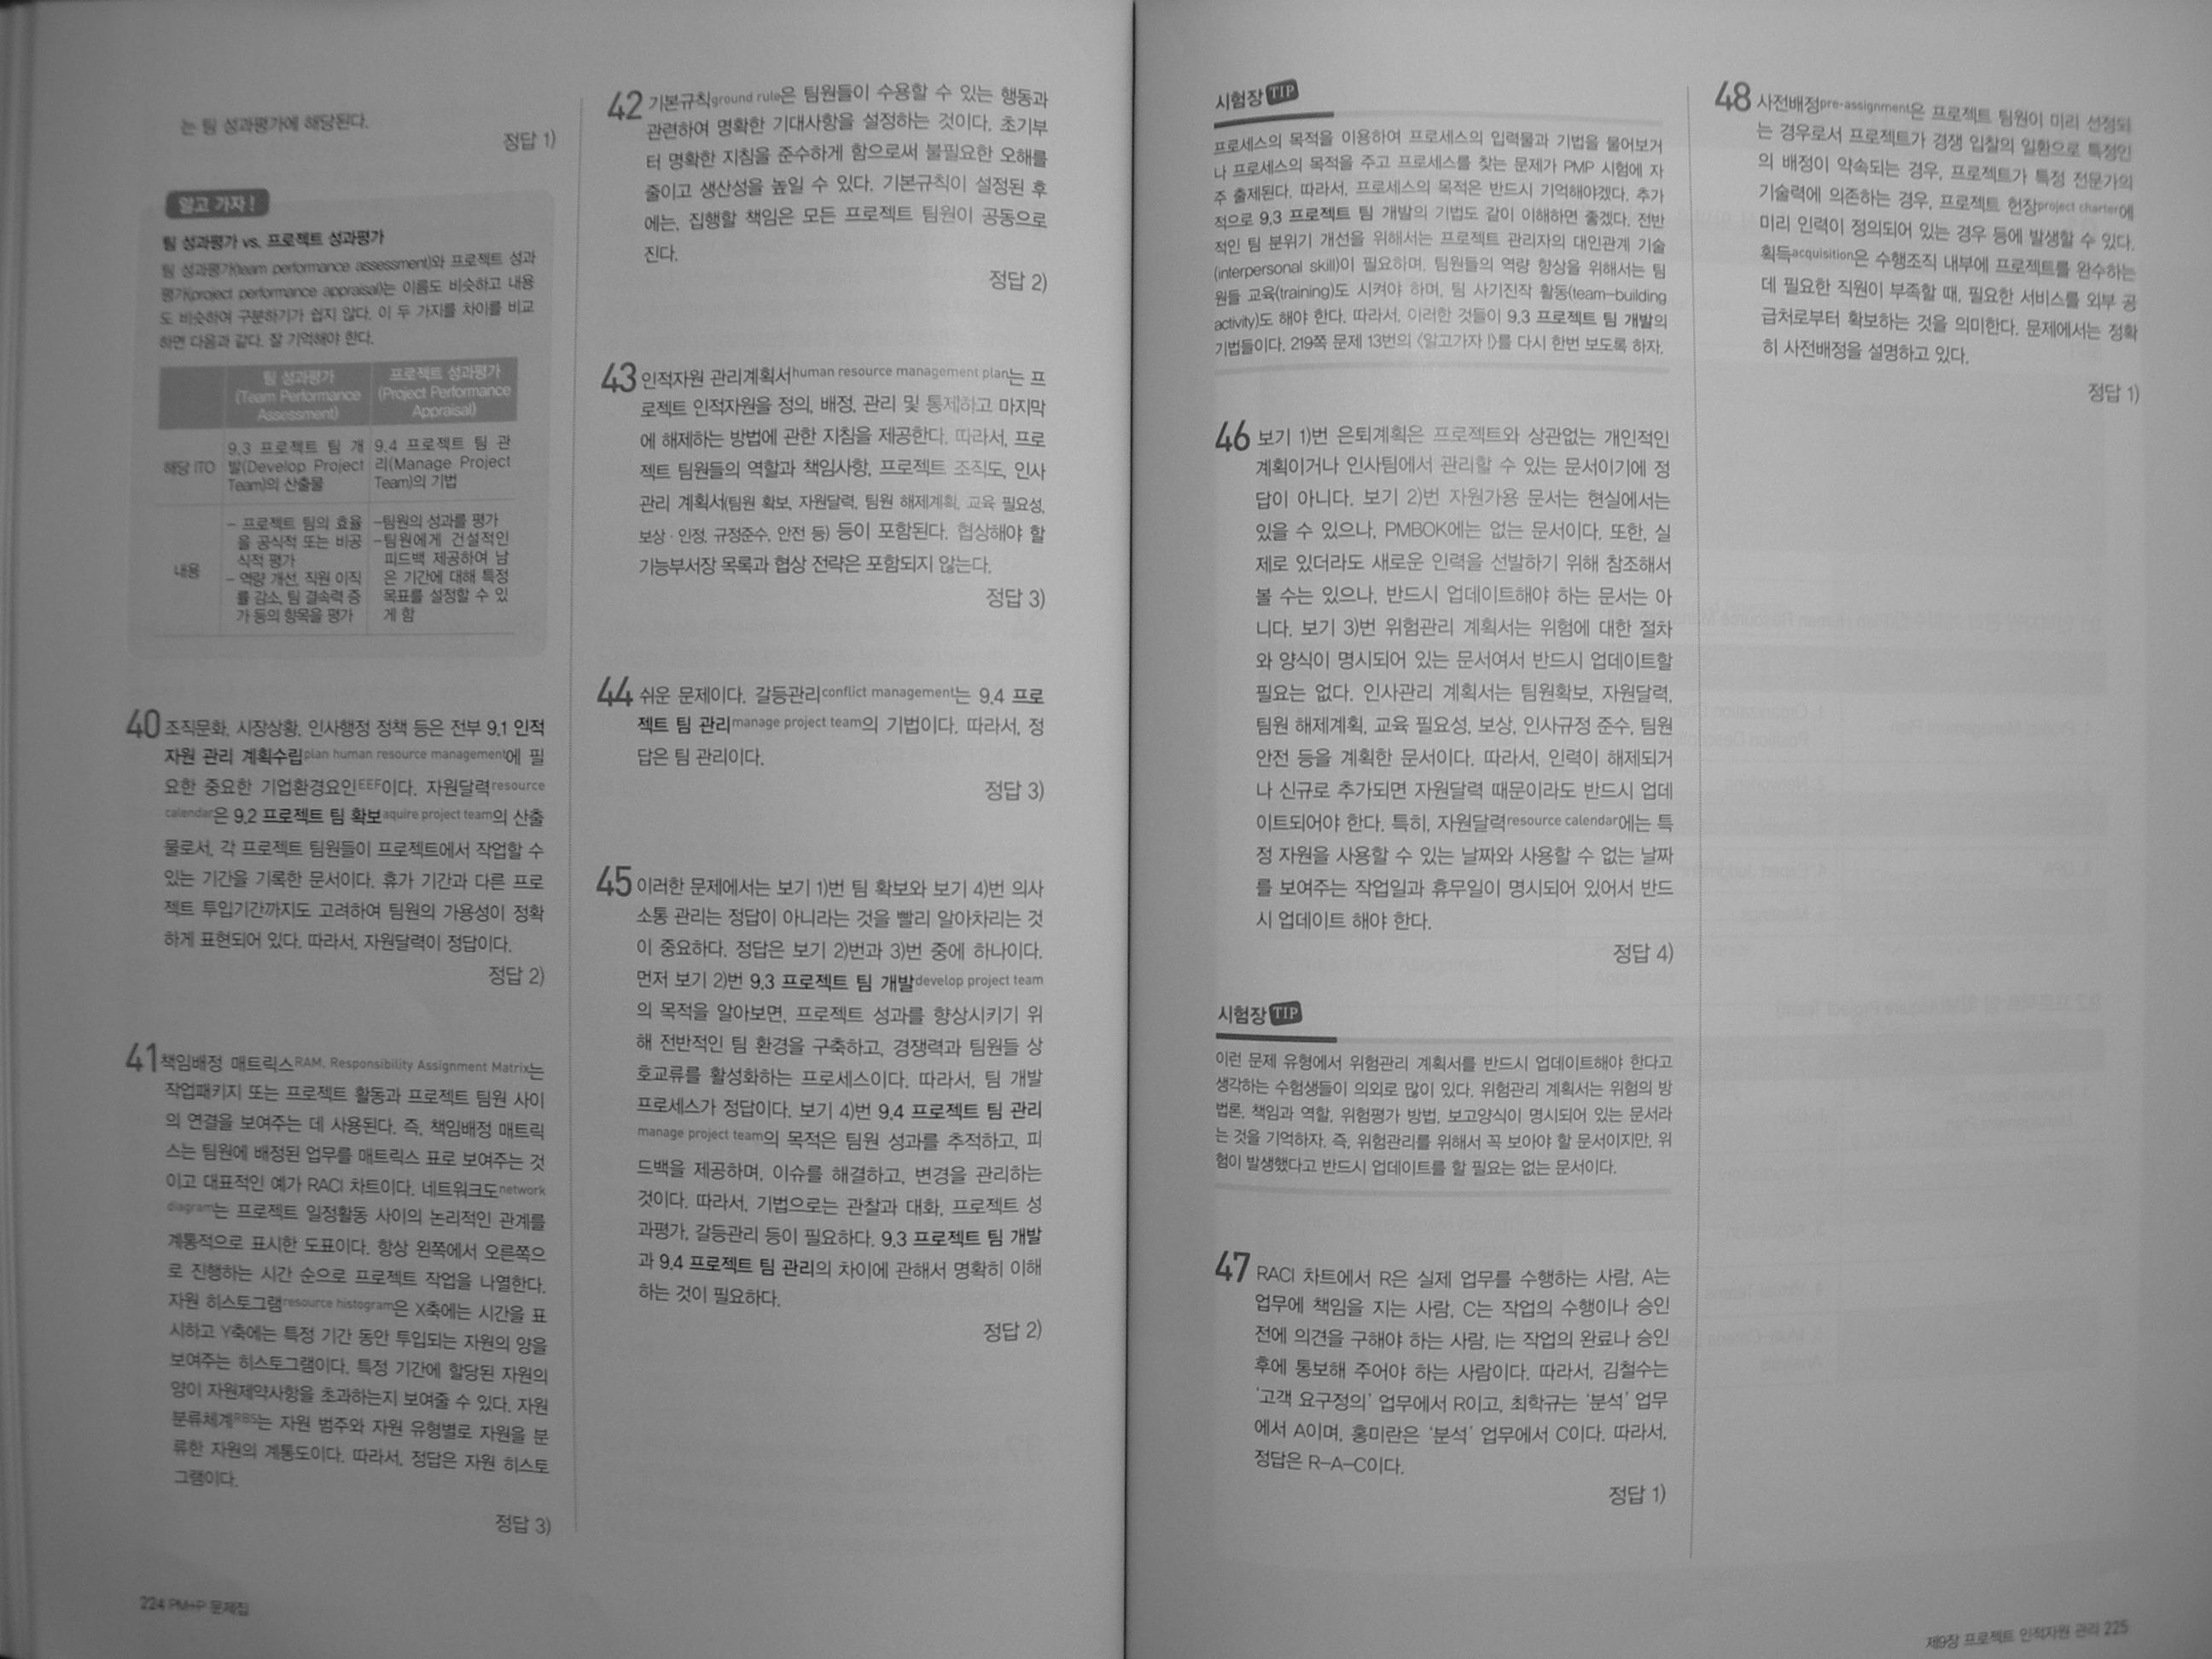 는 팀 성과평가에 해당된다.
정답 1)
알고 가자!
팀 성과평가 vs. 프로젝트 성과평가
팀 성과평가(team performance assessment)와 프로젝트 성과
평가(project performance appraisal)는 이름도 비슷하고 내용
도 비슷하여 구분하기가 쉽지 않다. 이 두 가지를 차이를 비교
하면 다음과 같다. 잘 기억해야 한다.
팀 성과평가
(Team Performance
Assessment)
프로젝트 성과평가
(Project Performance
Appraisal)
해당 ITO
9.3 프로젝트 팀 개
발(Develop Project
Team)의 산출물
9.4 프로젝트 팀 관
리(Manage Project
Team)의 기법
내용
- 프로젝트 팀의 효율
을 공식적 또는 비공
식적 평가
- 역량 개선, 직원 이직
률 감소, 팀 결속력 증
가 등의 항목을 평가
-팀원의 성과를 평가
-팀원에게 건설적인
피드백 제공하여 남
은 기간에 대해 특정
목표를 설정할 수 있
게 함
40 조직문화, 시장상황, 인사행정 정책 등은 전부 9.1 인적
자원 관리 계획수립plan human resource management에 필
요한 중요한 기업환경요인EEF이다. 자원달력resource
calendar은 9.2 프로젝트 팀 확보aquire project team의 산출
물로서, 각 프로젝트 팀원들이 프로젝트에서 작업할 수
있는 기간을 기록한 문서이다. 휴가 기간과 다른 프로
젝트 투입기간까지도 고려하여 팀원의 가용성이 정확
하게 표현되어 있다. 따라서, 자원달력이 정답이다.
정답 2)
41 책임배정 매트릭스RAM, Responsibility Assignment Matrix는
작업패키지 또는 프로젝트 활동과 프로젝트 팀원 사이
의 연결을 보여주는 데 사용된다. 즉, 책임배정 매트릭
스는 팀원에 배정된 업무를 매트릭스 표로 보여주는 것
이고 대표적인 예가 RACI 차트이다. 네트워크도network
diagram는 프로젝트 일정활동 사이의 논리적인 관계를
계통적으로 표시한 도표이다. 항상 왼쪽에서 오른쪽으
로 진행하는 시간 순으로 프로젝트 작업을 나열한다.
자원 히스토그램resource histogram은 X축에는 시간을 표
시하고 Y축에는 특정 기간 동안 투입되는 자원의 양을
보여주는 히스토그램이다. 특정 기간에 할당된 자원의
양이 자원제약사항을 초과하는지 보여줄 수 있다. 자원
분류체계RBS는 자원 범주와 자원 유형별로 자원을 분
류한 자원의 계통도이다. 따라서, 정답은 자원 히스토
그램이다.
정답 3)
224 PM+P 문제집
42 기본규칙ground rule은 팀원들이 수용할 수 있는 행동과
관련하여 명확한 기대사항을 설정하는 것이다. 초기부
터 명확한 지침을 준수하게 함으로써 불필요한 오해를
줄이고 생산성을 높일 수 있다. 기본규칙이 설정된 후
에는, 집행할 책임은 모든 프로젝트 팀원이 공동으로
진다.
정답 2)
43 인적자원 관리계획서human resource management plan는 프
로젝트 인적자원을 정의, 배정, 관리 및 통제하고 마지막
에 해제하는 방법에 관한 지침을 제공한다. 따라서, 프로
젝트 팀원들의 역할과 책임사항, 프로젝트 조직도, 인사
관리 계획서(팀원 확보, 자원달력, 팀원 해제계획, 교육 필요성,
보상·인정, 규정준수, 안전 등) 등이 포함된다. 협상해야 할
기능부서장 목록과 협상 전략은 포함되지 않는다.
정답 3)
44 쉬운 문제이다. 갈등관리conflict management는 9.4 프로
젝트 팀 관리manage project team의 기법이다. 따라서, 정
답은 팀 관리이다.
정답 3)
45 이러한 문제에서는 보기 1)번 팀 확보와 보기 4)번 의사
소통 관리는 정답이 아니라는 것을 빨리 알아차리는 것
이 중요하다. 정답은 보기 2)번과 3)번 중에 하나이다.
먼저 보기 2)번 9.3 프로젝트 팀 개발develop project team
의 목적을 알아보면, 프로젝트 성과를 향상시키기 위
해 전반적인 팀 환경을 구축하고, 경쟁력과 팀원들 상
호교류를 활성화하는 프로세스이다. 따라서, 팀 개발
프로세스가 정답이다. 보기 4)번 9.4 프로젝트 팀 관리
manage project team의 목적은 팀원 성과를 추적하고, 피
드백을 제공하며, 이슈를 해결하고, 변경을 관리하는
것이다. 따라서, 기법으로는 관찰과 대화, 프로젝트 성
과평가, 갈등관리 등이 필요하다. 9.3 프로젝트 팀 개발
과 9.4 프로젝트 팀 관리의 차이에 관해서 명확히 이해
하는 것이 필요하다.
정답 2)
시험장 TIP
프로세스의 목적을 이용하여 프로세스의 입력물과 기법을 물어보거
나 프로세스의 목적을 주고 프로세스를 찾는 문제가 PMP 시험에 자
주 출제된다. 따라서, 프로세스의 목적은 반드시 기억해야겠다. 추가
적으로 9.3 프로젝트 팀 개발의 기법도 같이 이해하면 좋겠다. 전반
적인 팀 분위기 개선을 위해서는 프로젝트 관리자의 대인관계 기술
(interpersonal skill)이 필요하며, 팀원들의 역량 향상을 위해서는 팀
원들 교육(training)도 시켜야 하며, 팀 사기진작 활동(team-building
activity)도 해야 한다. 따라서, 이러한 것들이 9.3 프로젝트 팀 개발의
기법들이다. 219쪽 문제 13번의 〈알고가자!〉를 다시 한번 보도록 하자.
46 보기 1)번 은퇴계획은 프로젝트와 상관없는 개인적인
계획이거나 인사팀에서 관리할 수 있는 문서이기에 정
답이 아니다. 보기 2)번 자원가용 문서는 현실에서는
있을 수 있으나, PMBOK에는 없는 문서이다. 또한, 실
제로 있더라도 새로운 인력을 선발하기 위해 참조해서
볼 수는 있으나, 반드시 업데이트해야 하는 문서는 아
니다. 보기 3)번 위험관리 계획서는 위험에 대한 절차
와 양식이 명시되어 있는 문서여서 반드시 업데이트할
필요는 없다. 인사관리 계획서는 팀원확보, 자원달력,
팀원 해제계획, 교육 필요성, 보상, 인사규정 준수, 팀원
안전 등을 계획한 문서이다. 따라서, 인력이 해제되거
나 신규로 추가되면 자원달력 때문이라도 반드시 업데
이트되어야 한다. 특히, 자원달력resource calendar에는 특
정 자원을 사용할 수 있는 날짜와 사용할 수 없는 날짜
를 보여주는 작업일과 휴무일이 명시되어 있어서 반드
시 업데이트 해야 한다.
정답 4)
시험장 TIP
이런 문제 유형에서 위험관리 계획서를 반드시 업데이트해야 한다고
생각하는 수험생들이 의외로 많이 있다. 위험관리 계획서는 위험의 방
법론, 책임과 역할, 위험평가 방법, 보고양식이 명시되어 있는 문서라
는 것을 기억하자. 즉, 위험관리를 위해서 꼭 보아야 할 문서이지만, 위
험이 발생했다고 반드시 업데이트를 할 필요는 없는 문서이다.
47 RACI 차트에서 R은 실제 업무를 수행하는 사람, A는
업무에 책임을 지는 사람, C는 작업의 수행이나 승인
전에 의견을 구해야 하는 사람, I는 작업의 완료나 승인
후에 통보해 주어야 하는 사람이다. 따라서, 김철수는
‘고객 요구정의’ 업무에서 R이고, 최학규는 ‘분석’ 업무
에서 A이며, 홍미란은 ‘분석’ 업무에서 C이다. 따라서,
정답은 R-A-C이다.
정답 1)
48 사전배정pre-assignment은 프로젝트 팀원이 미리 선정되
는 경우로서 프로젝트가 경쟁 입찰의 일환으로 특정인
의 배정이 약속되는 경우, 프로젝트가 특정 전문가의
기술력에 의존하는 경우, 프로젝트 헌장project charter에
미리 인력이 정의되어 있는 경우 등에 발생할 수 있다.
획득acquisition은 수행조직 내부에 프로젝트를 완수하는
데 필요한 직원이 부족할 때, 필요한 서비스를 외부 공
급처로부터 확보하는 것을 의미한다. 문제에서는 정확
히 사전배정을 설명하고 있다.
정답 1)
제9장 프로젝트 인적자원 관리 225